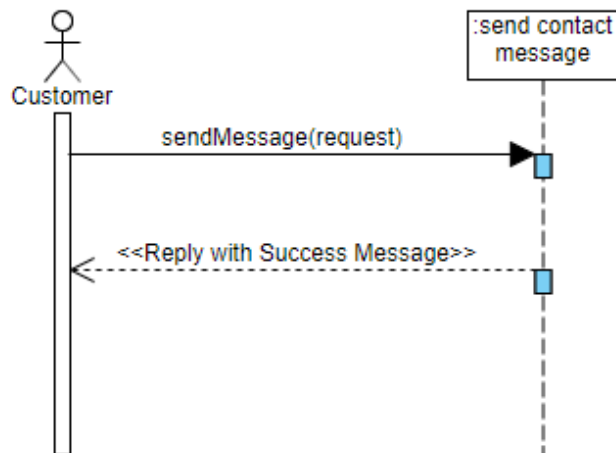 :send contact
message
Customer
sendMessage(request)
<<Reply with Success Message>>